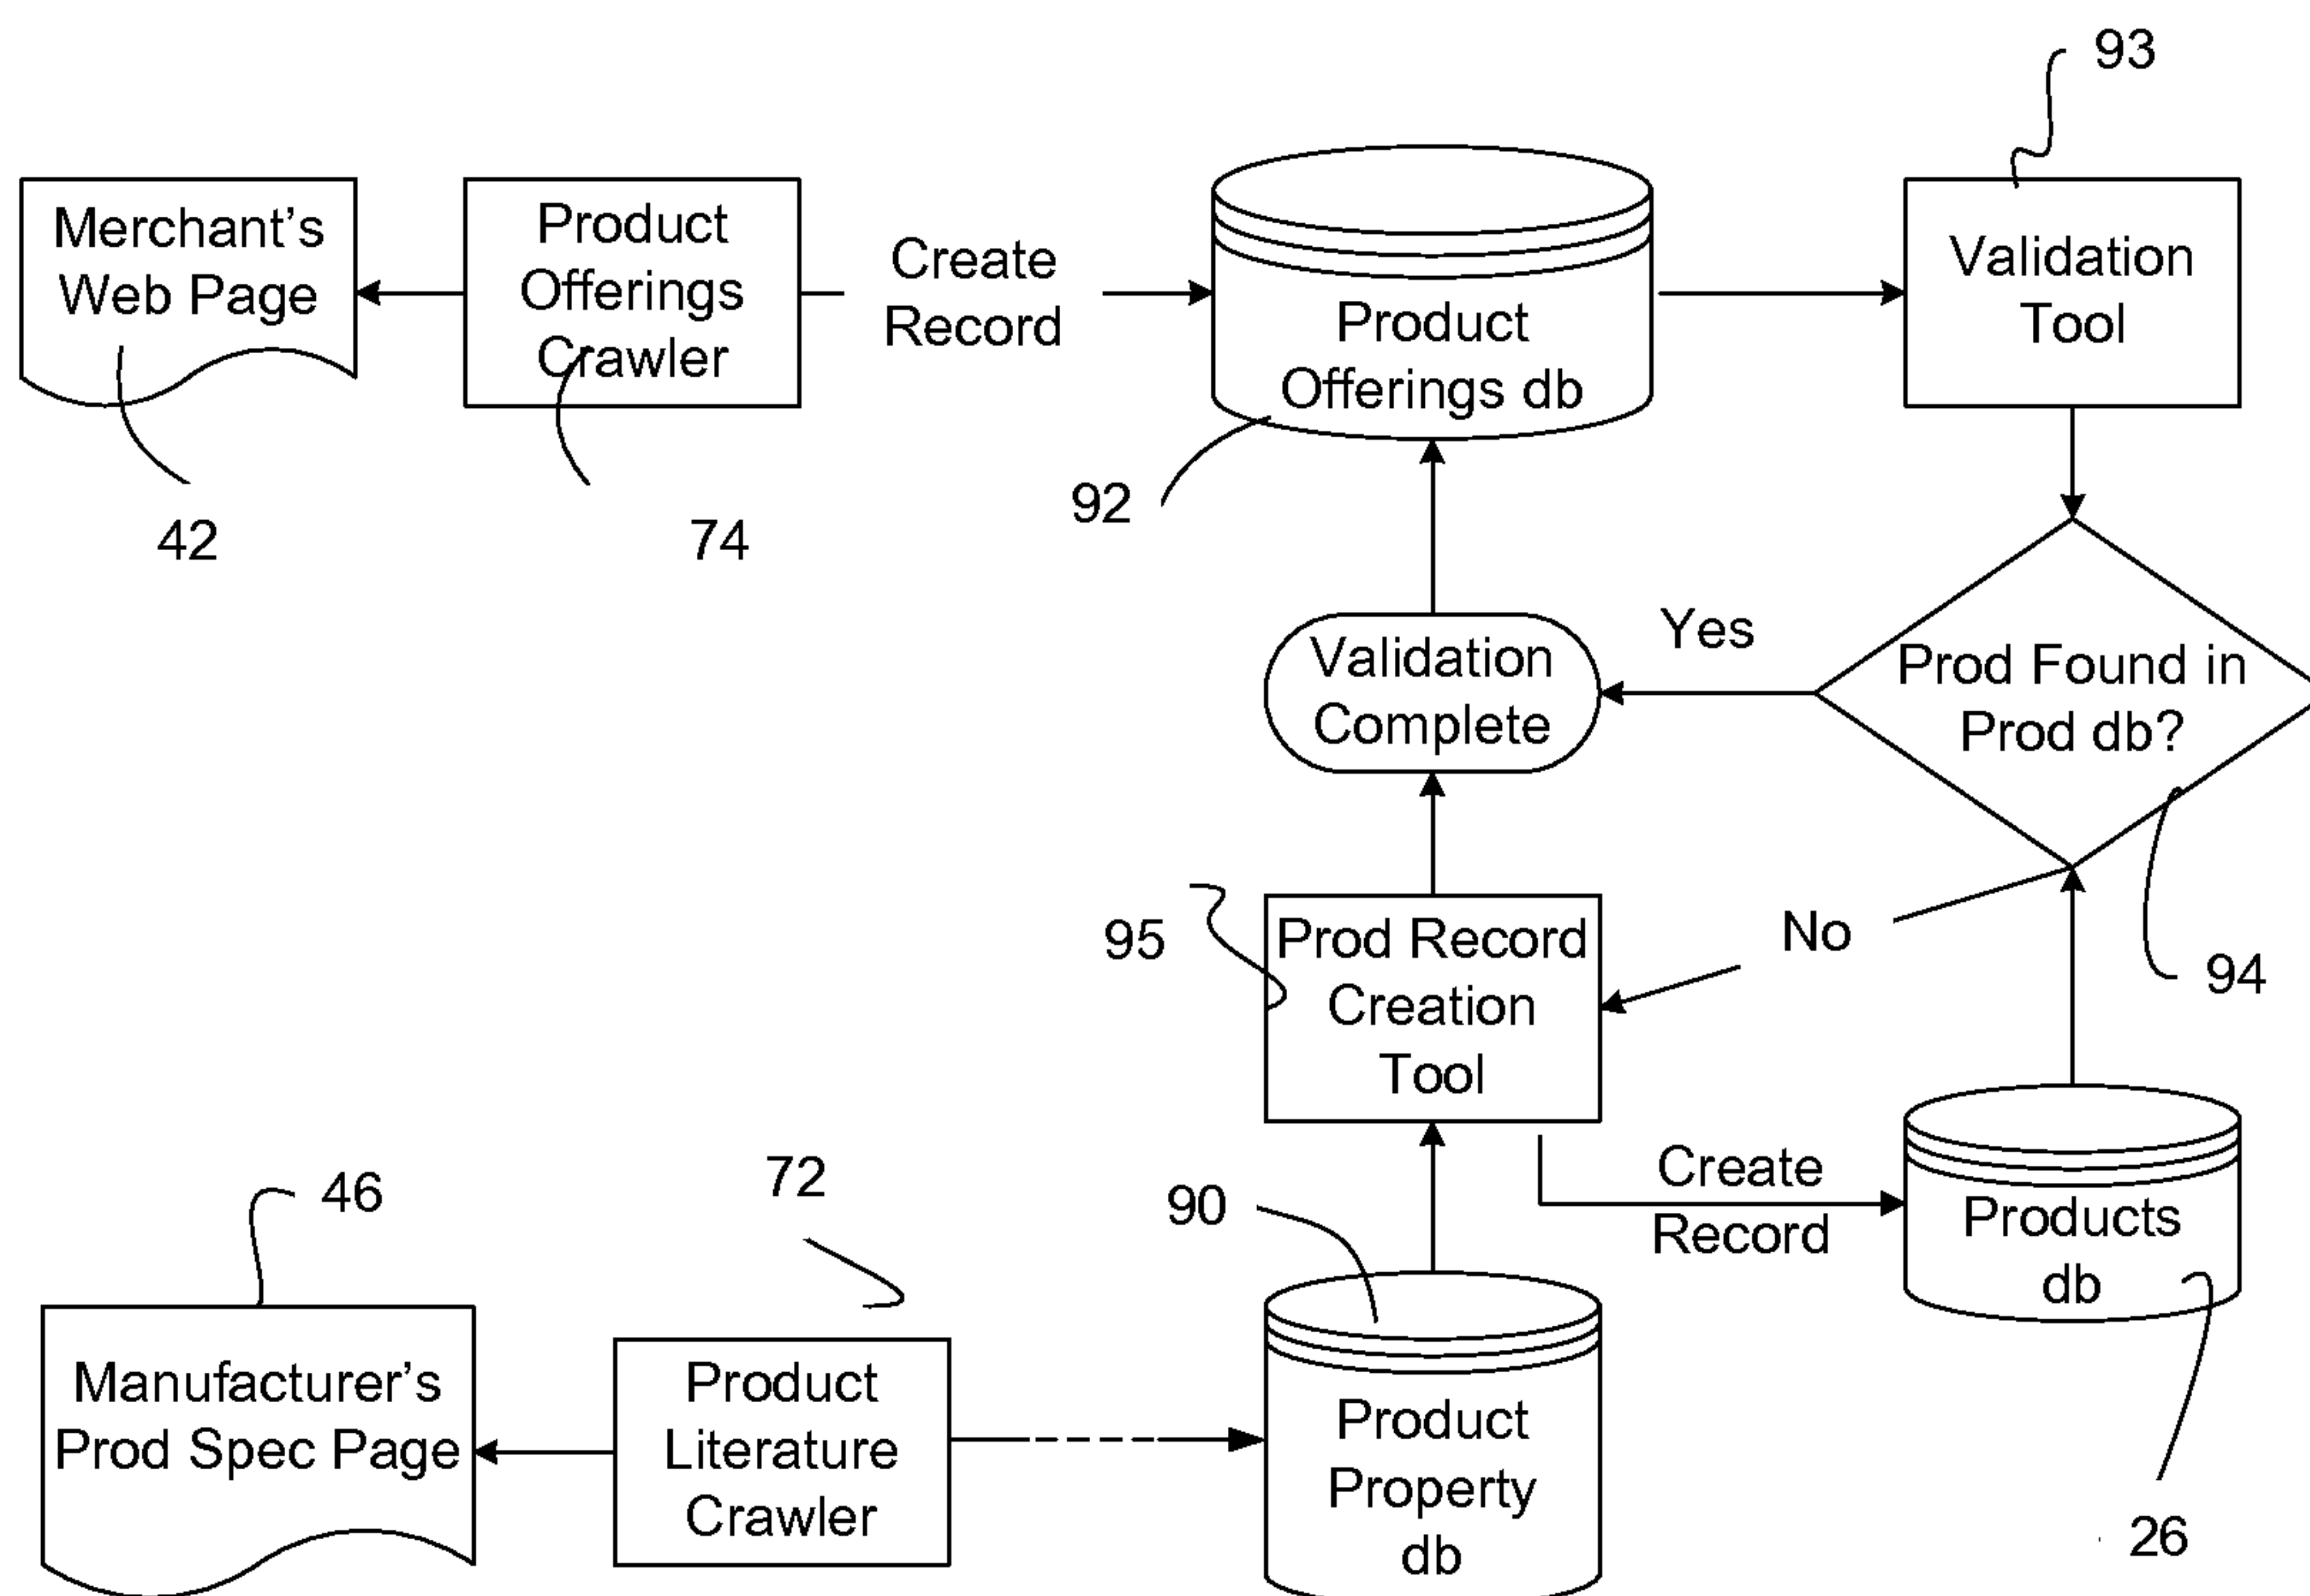 93
Merchant's
Web Page
Product
Offerings
Crawler
Create
Record
Product
Offerings db
Validation
Tool
42
74
92
Validation
Complete
Yes
Prod Found in
Prod db?
95
Prod Record
Creation
Tool
No
94
46
72
90
Create
Record
Products
db
Manufacturer's
Prod Spec Page
Product
Literature
Crawler
Product
Property
db
26